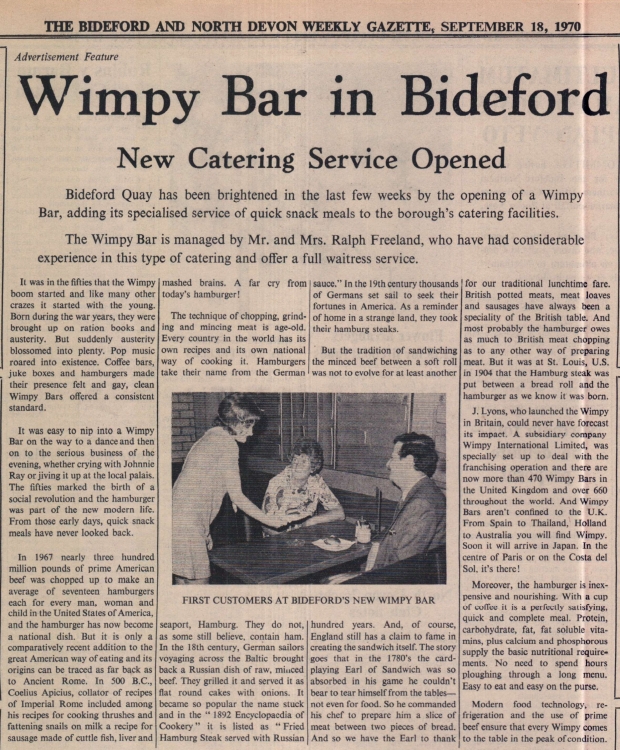 THE BIDEFORD AND NORTH DEVON WEEKLY GAZETTE, SEPTEMBER 18, 1970
Advertisement Feature
Wimpy Bar in Bideford
New Catering Service Opened
Bideford Quay has been brightened in the last few weeks by the opening of a Wimpy
Bar, adding its specialised service of quick snack meals to the borough's catering facilities.
The Wimpy Bar is managed by Mr. and Mrs. Ralph Freeland, who have had considerable
experience in this type of catering and offer a full waitress service.
It was in the fifties that the Wimpy
boom started and like many other
crazes it started with the young.
Born during the war years, they were
brought up on ration books and
austerity. But suddenly austerity
blossomed into plenty. Pop music
roared into existence. Coffee bars,
juke boxes and hamburgers made
their presence felt and gay, clean
Wimpy Bars offered a consistent
standard.
It was easy to nip into a Wimpy
Bar on the way to a dance and then
on to the serious business of the
evening, whether crying with Johnnie
Ray or jiving it up at the local palais.
The fifties marked the birth of a
social revolution and the hamburger
was part of the new modern life.
From those early days, quick snack
meals have never looked back.
In 1967 nearly three hundred
million pounds of prime American
beef was chopped up to make an
average of seventeen hamburgers
each for every man, woman and
child in the United States of America,
and the hamburger has now become
a national dish. But it is only a
comparatively recent addition to the
great American way of eating and its
origins can be traced as far back as
to Ancient Rome. In 500 B.C.,
Coelius Apicius, collator of recipes
of Imperial Rome included among
his recipes for cooking thrushes and
fattening snails on milk a recipe for
sausage made of cuttle fish, liver and
mashed brains. A far cry from
today's hamburger!
The technique of chopping, grind-
ing and mincing meat is age-old.
Every country in the world has its
own recipes and its own national
way of cooking it. Hamburgers
take their name from the German
seaport, Hamburg. They do not,
as some still believe, contain ham.
In the 18th century, German sailors
voyaging across the Baltic brought
back a Russian dish of raw, minced
beef. They grilled it and served it as
flat round cakes with onions. It
became so popular the name stuck
and in the "1892 Encyclopaedia of
Cookery" it is listed as "Fried
Hamburg Steak served with Russian
sauce." In the 19th century thousands
of Germans set sail to seek their
fortunes in America. As a reminder
of home in a strange land, they took
their hamburg steaks.
But the tradition of sandwiching
the minced beef between a soft roll
was not to evolve for at least another
FIRST CUSTOMERS AT BIDEFORD'S NEW WIMPY BAR
hundred years. And, of course,
England still has a claim to fame in
creating the sandwich itself. The story
goes that in the 1780's the card-
playing Earl of Sandwich was so
absorbed in his game he couldn't
bear to tear himself from the tables—
not even for food. So he commanded
his chef to prepare him a slice of
meat between two pieces of bread.
And so we have the Earl to thank
for our traditional lunchtime fare.
British potted meats, meat loaves
and sausages have always been a
speciality of the British table. And
most probably the hamburger owes
as much to British meat chopping
as to any other way of preparing
meat. But it was at St. Louis, U.S.
in 1904 that the Hamburg steak was
put between a bread roll and the
hamburger as we know it was born.
J. Lyons, who launched the Wimpy
in Britain, could never have forecast
its impact. A subsidiary company
Wimpy International Limited, was
specially set up to deal with the
franchising operation and there are
now more than 470 Wimpy Bars in
the United Kingdom and over 660
throughout the world. And Wimpy
Bars aren't confined to the U.K.
From Spain to Thailand, Holland
to Australia you will find Wimpy.
Soon it will arrive in Japan. In the
centre of Paris or on the Costa del
Sol, it's there!
Moreover, the hamburger is inex-
pensive and nourishing. With a cup
of coffee it is a perfectly satisfying,
quick and complete meal. Protein,
carbohydrate, fat, fat soluble vita-
mins, plus calcium and phosphorous
supply the basic nutritional require-
ments. No need to spend hours
ploughing through a long menu.
Easy to eat and easy on the purse.
Modern food technology, re-
frigeration and the use of prime
beef ensure that every Wimpy comes
to the table in the peak of condition.